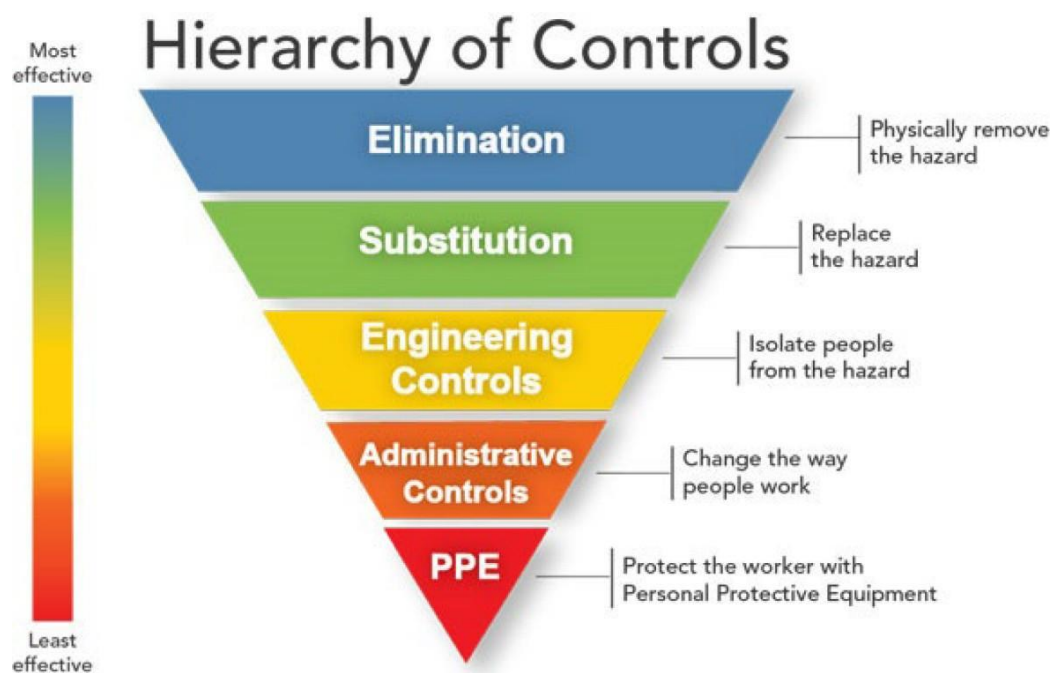 Hierarchy of Controls
Most
effective
Elimination
Physically remove
the hazard
Substitution
Replace
the hazard
Engineering
Controls
Isolate people
from the hazard
Administrative
Controls
Change the way
people work
PPE
Protect the worker with
Personal Protective Equipment
Least
effective